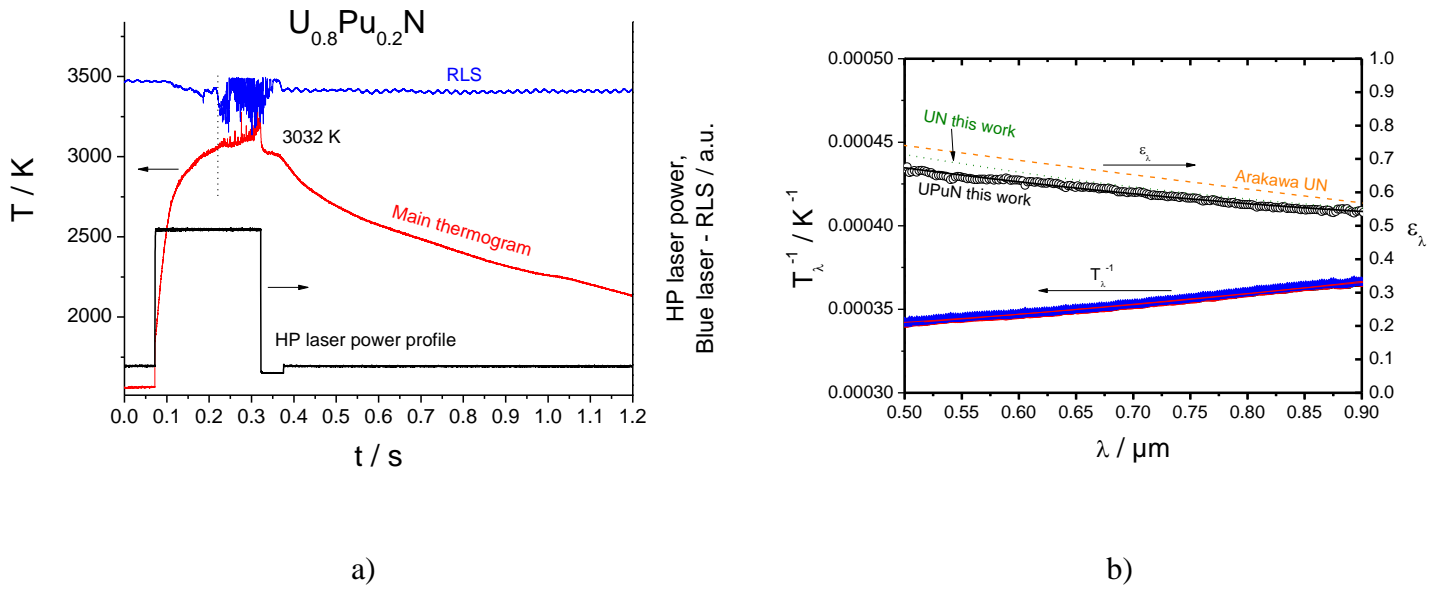 U0.8Pu0.2N
3500
3000
2500
2000
T / K
RLS
3032 K
Main thermogram
HP laser power profile
0.0 0.1 0.2 0.3 0.4 0.5 0.6 0.7 0.8 0.9 1.0 1.1 1.2
t / s
HP laser power,
Blue laser - RLS / a.u.
a)
0.00050
0.00045
0.00040
0.00035
0.00030
Tλ-1 / K-1
UN this work
ελ
Arakawa UN
UPuN this work
Tλ-1
1.0
0.9
0.8
0.7
0.6
0.5
0.4
0.3
0.2
0.1
0.0
ελ
0.50 0.55 0.60 0.65 0.70 0.75 0.80 0.85 0.90
λ / μm
b)